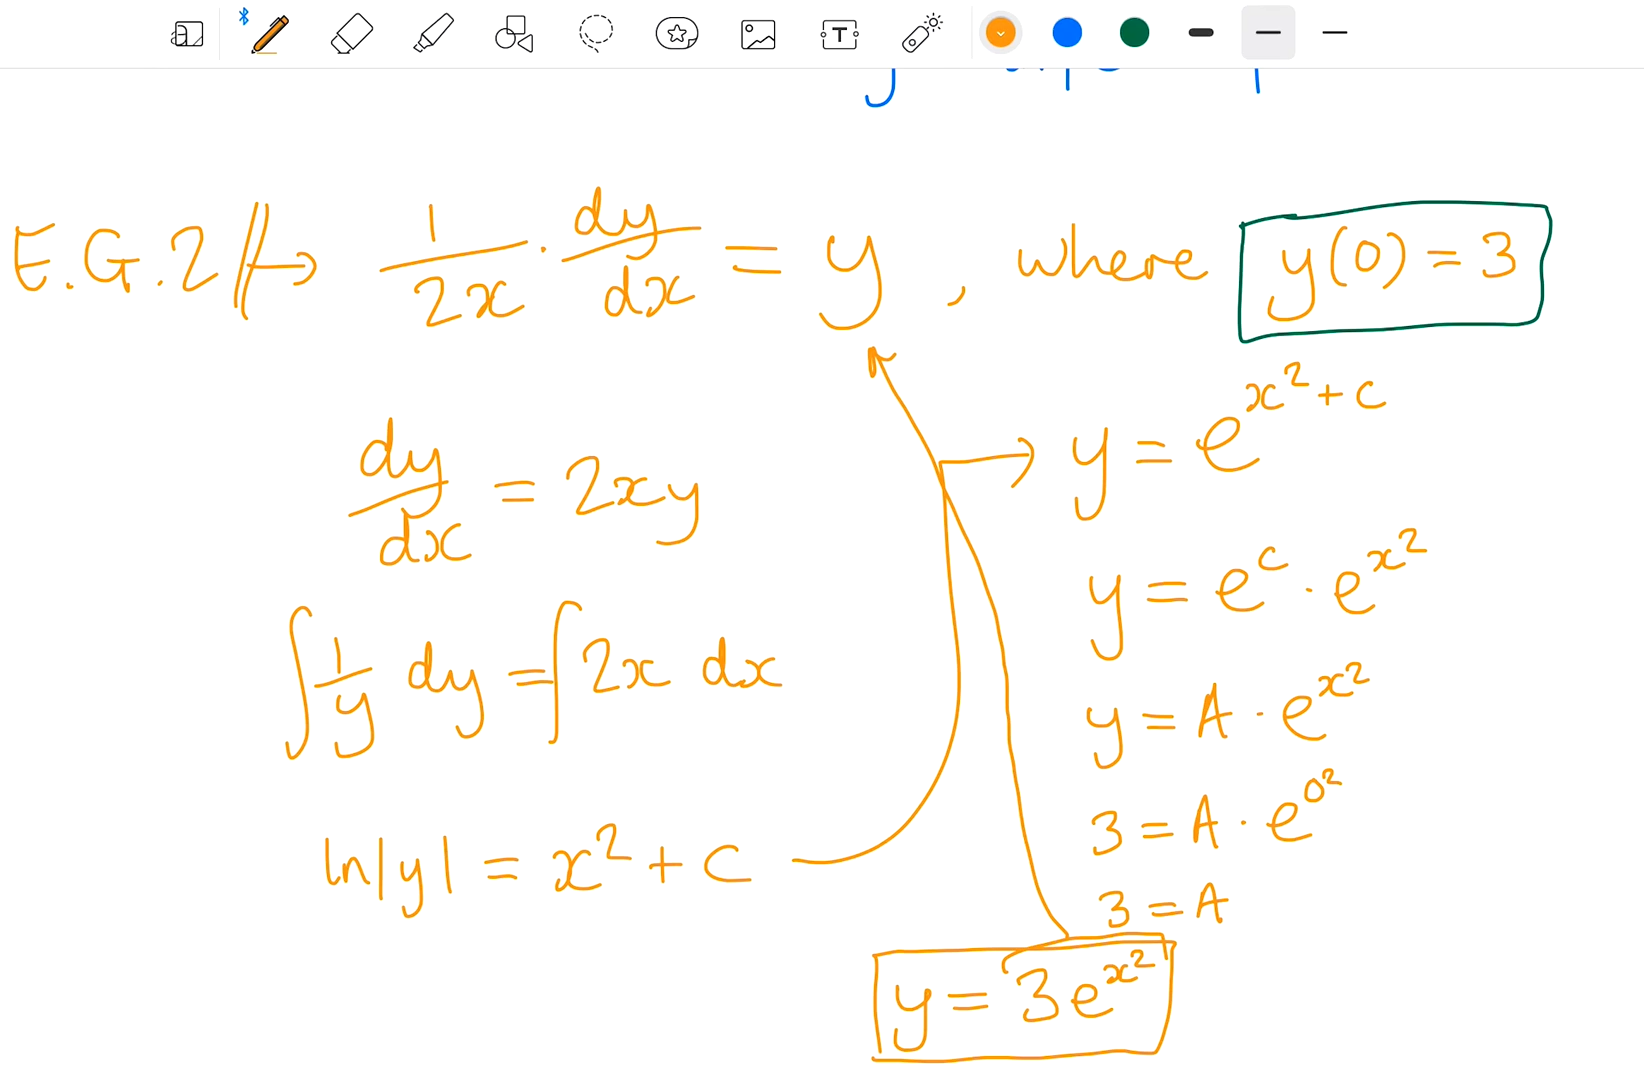 E.G.2 → 1/2x · dy/dx = y, where y(0) = 3
dy/dx = 2xy
∫ 1/y dy = ∫ 2x dx
ln|y| = x² + c
→ y = e^(x²+c)
y = e^c · e^(x²)
y = A · e^(x²)
3 = A · e^(0²)
3 = A
y = 3e^(x²)